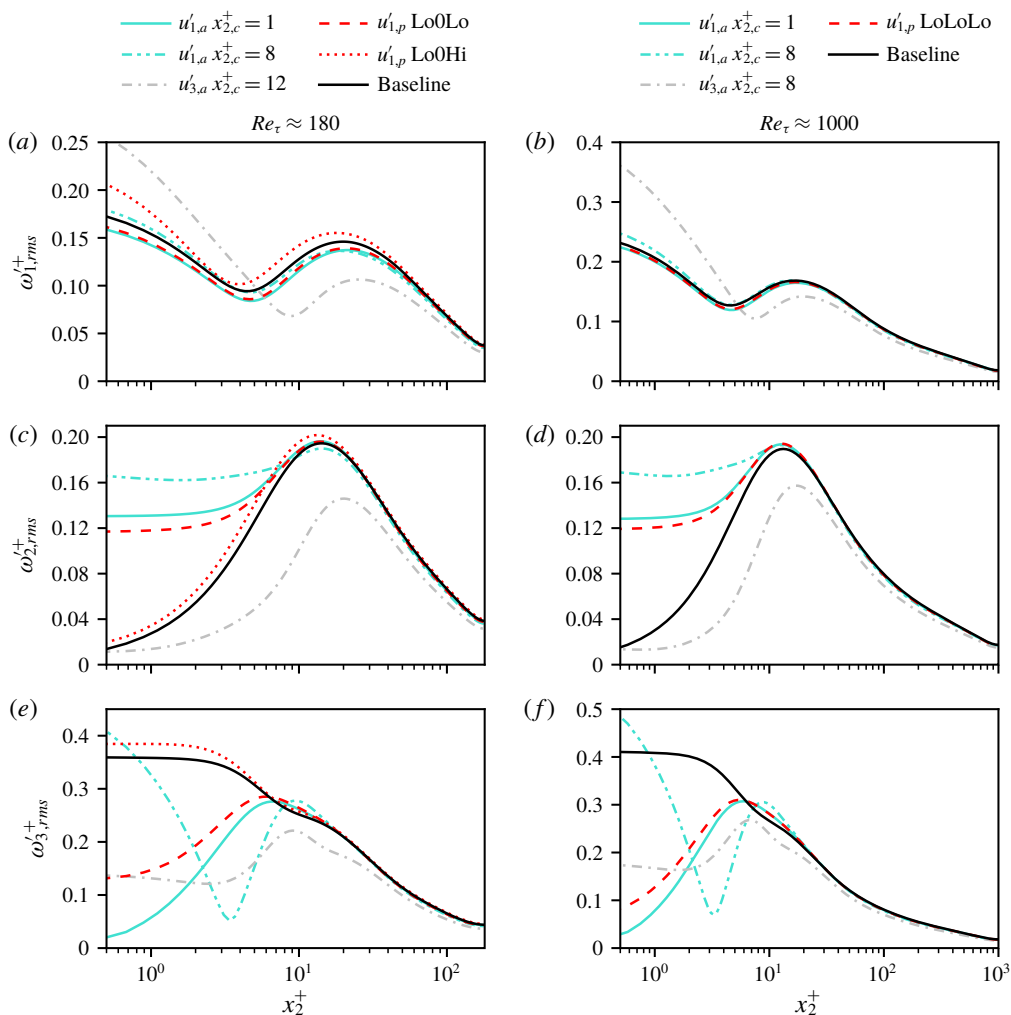 u′1,a x+2,c = 1
u′1,a x+2,c = 8
u′3,a x+2,c = 12
u′1,p Lo0Lo
u′1,p Lo0Hi
Baseline
u′1,a x+2,c = 1
u′1,a x+2,c = 8
u′3,a x+2,c = 8
u′1,p LoLoLo
Baseline
Reτ ≈ 180
Reτ ≈ 1000
(a)
0.25
0.20
0.15
0.10
0.05
0
ω′+1,rms
(b)
0.4
0.3
0.2
0.1
0
(c)
0.20
0.16
0.12
0.08
0.04
0
ω′+2,rms
(d)
0.20
0.16
0.12
0.08
0.04
0
(e)
0.4
0.3
0.2
0.1
0
ω′+3,rms
10⁰ 10¹ 10²
x+2
(f)
0.5
0.4
0.3
0.2
0.1
0
10⁰ 10¹ 10² 10³
x+2